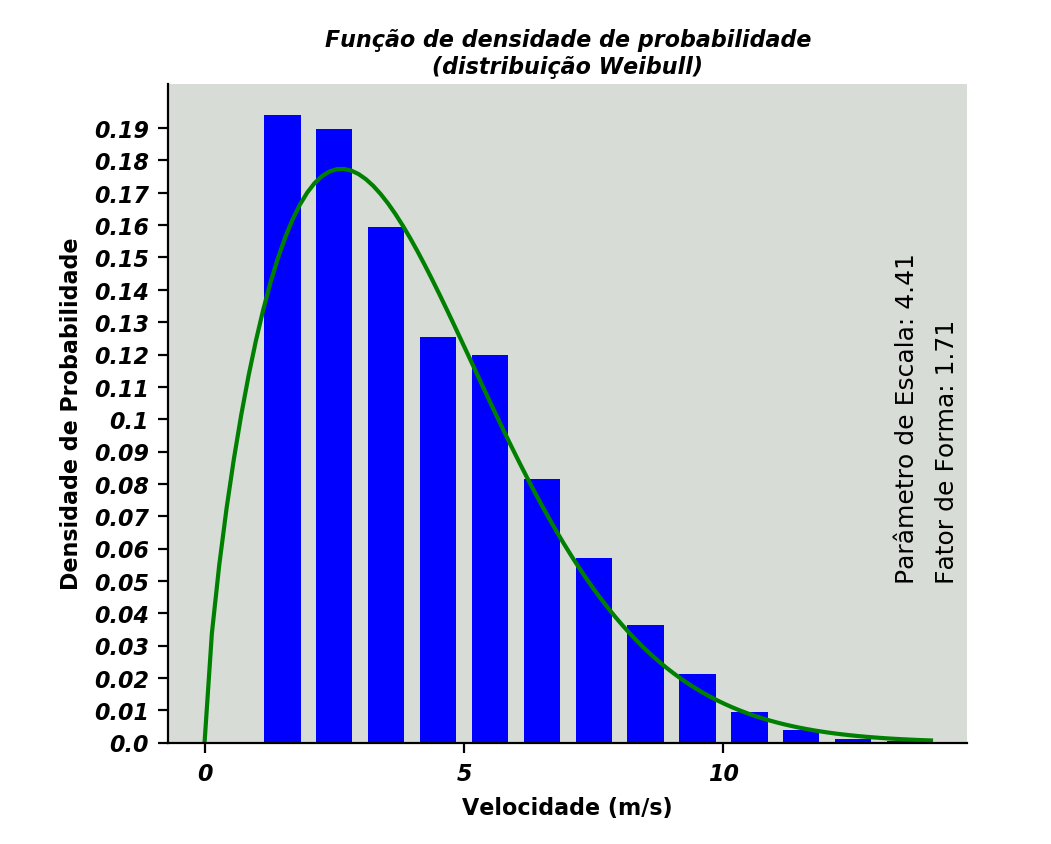 Função de densidade de probabilidade
(distribuição Weibull)
Densidade de Probabilidade
0.19
0.18
0.17
0.16
0.15
0.14
0.13
0.12
0.11
0.1
0.09
0.08
0.07
0.06
0.05
0.04
0.03
0.02
0.01
0.0
Parâmetro de Escala: 4.41
Fator de Forma: 1.71
0 5 10
Velocidade (m/s)